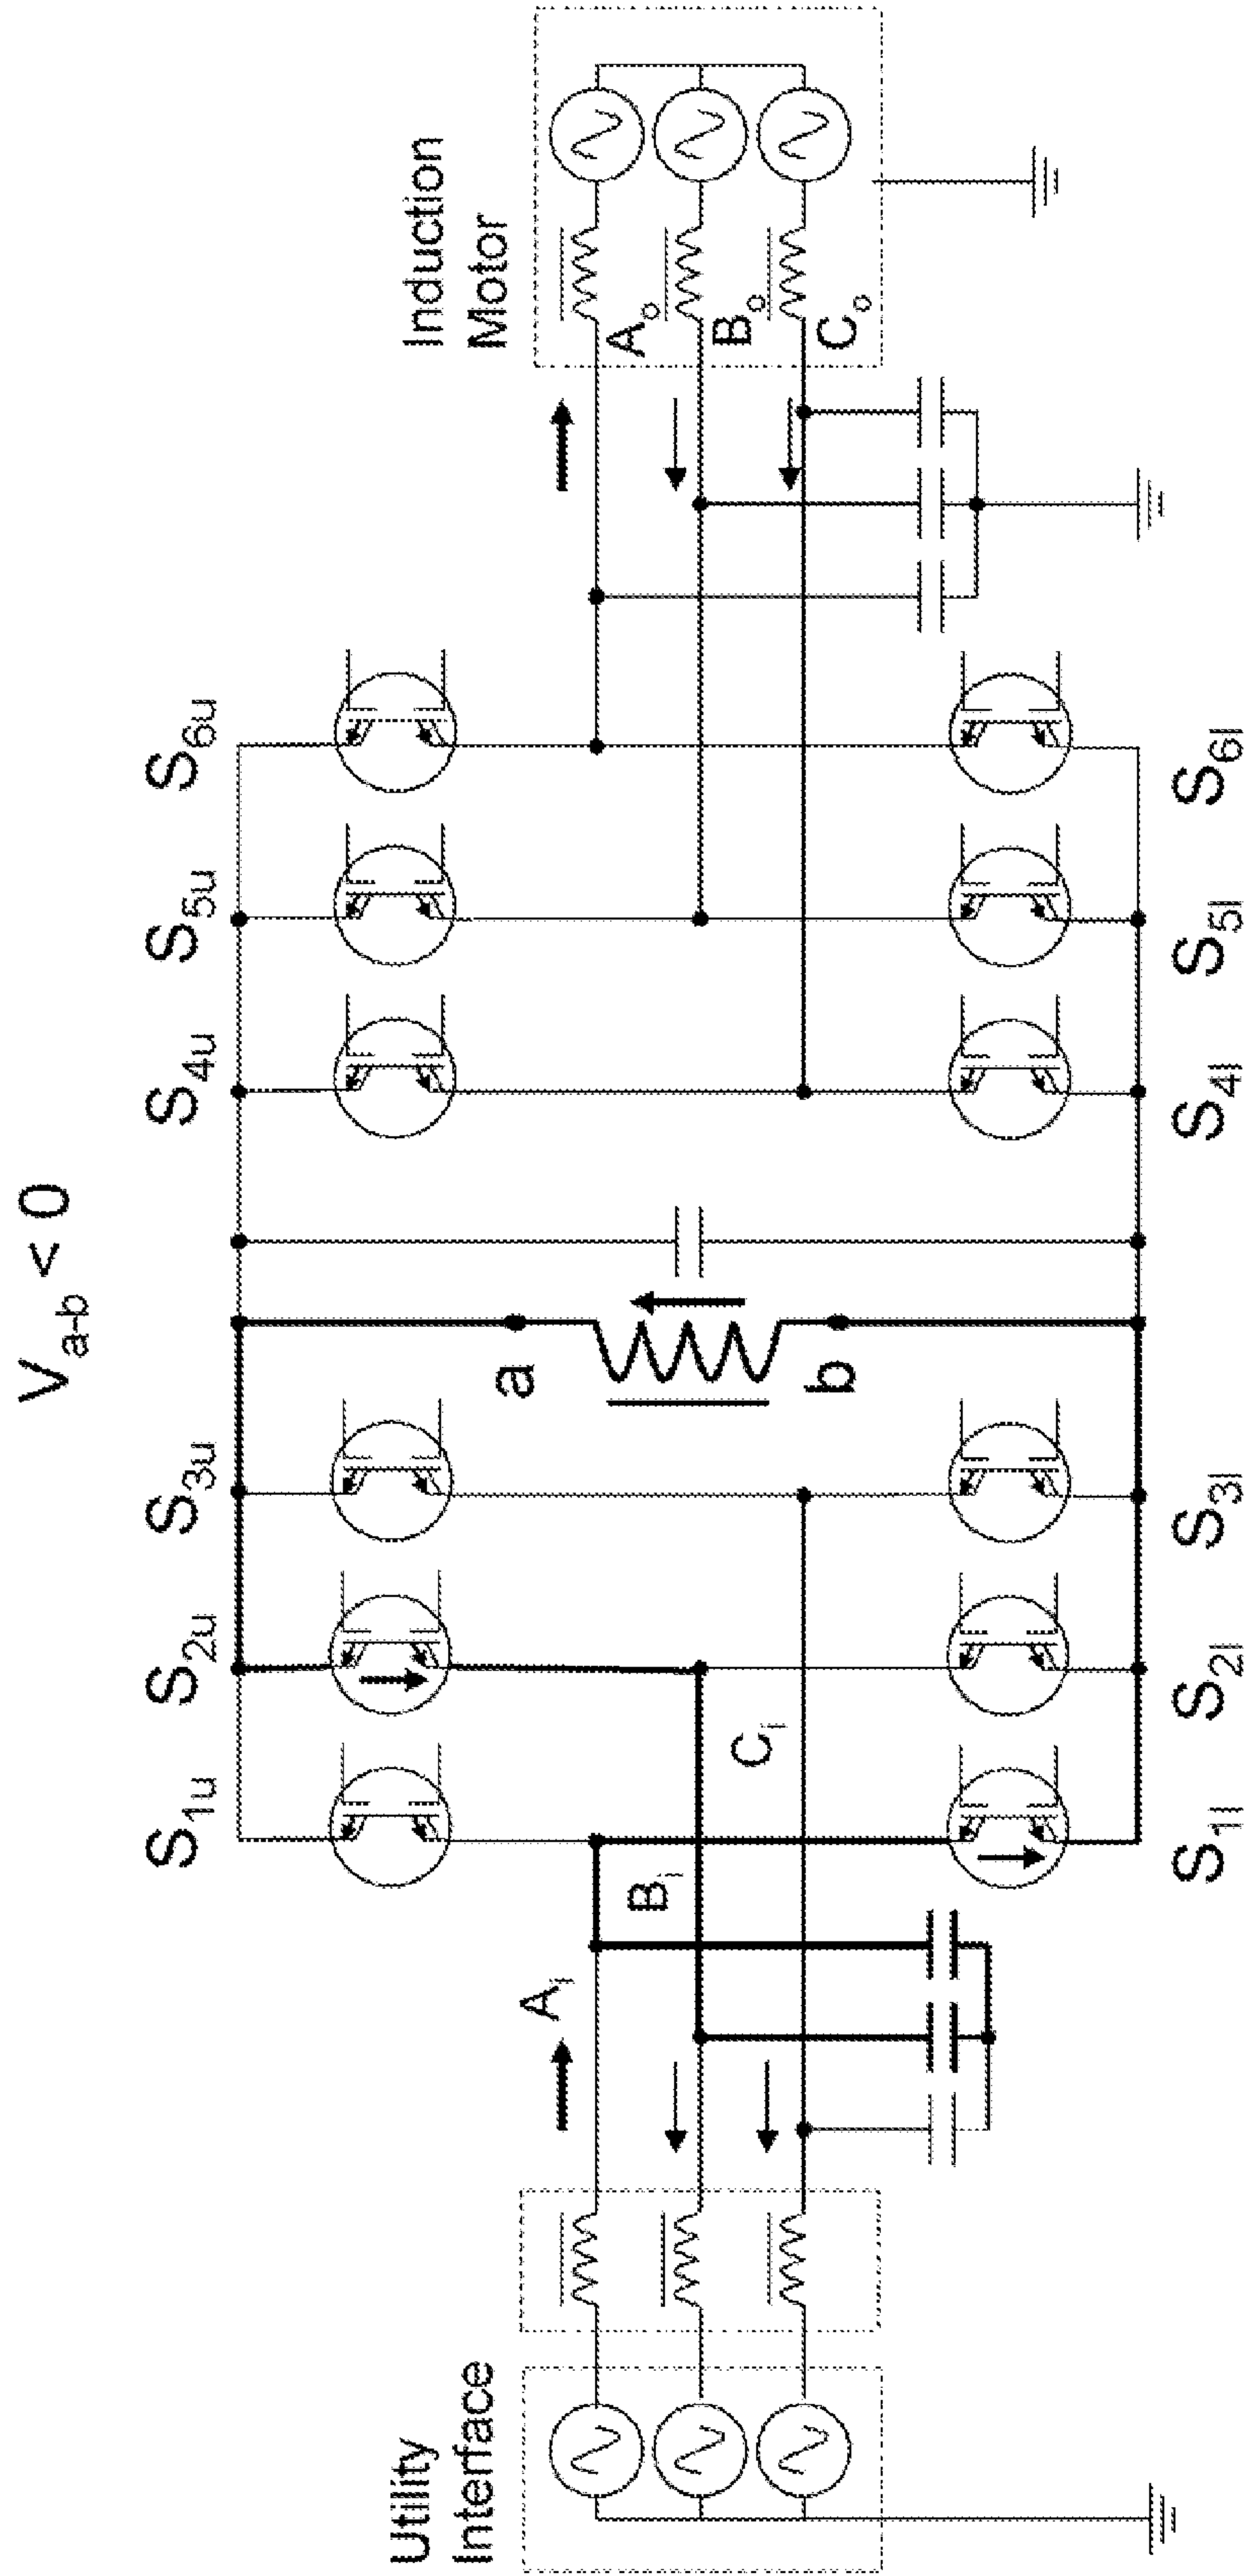 V a-b < 0
S1u
S2u
S3u
S4u
S5u
S6u
Utility
Interface
Induction
Motor
Ai
Bi
Ci
a
b
Ao
Bo
Co
S1l
S2l
S3l
S4l
S5l
S6l